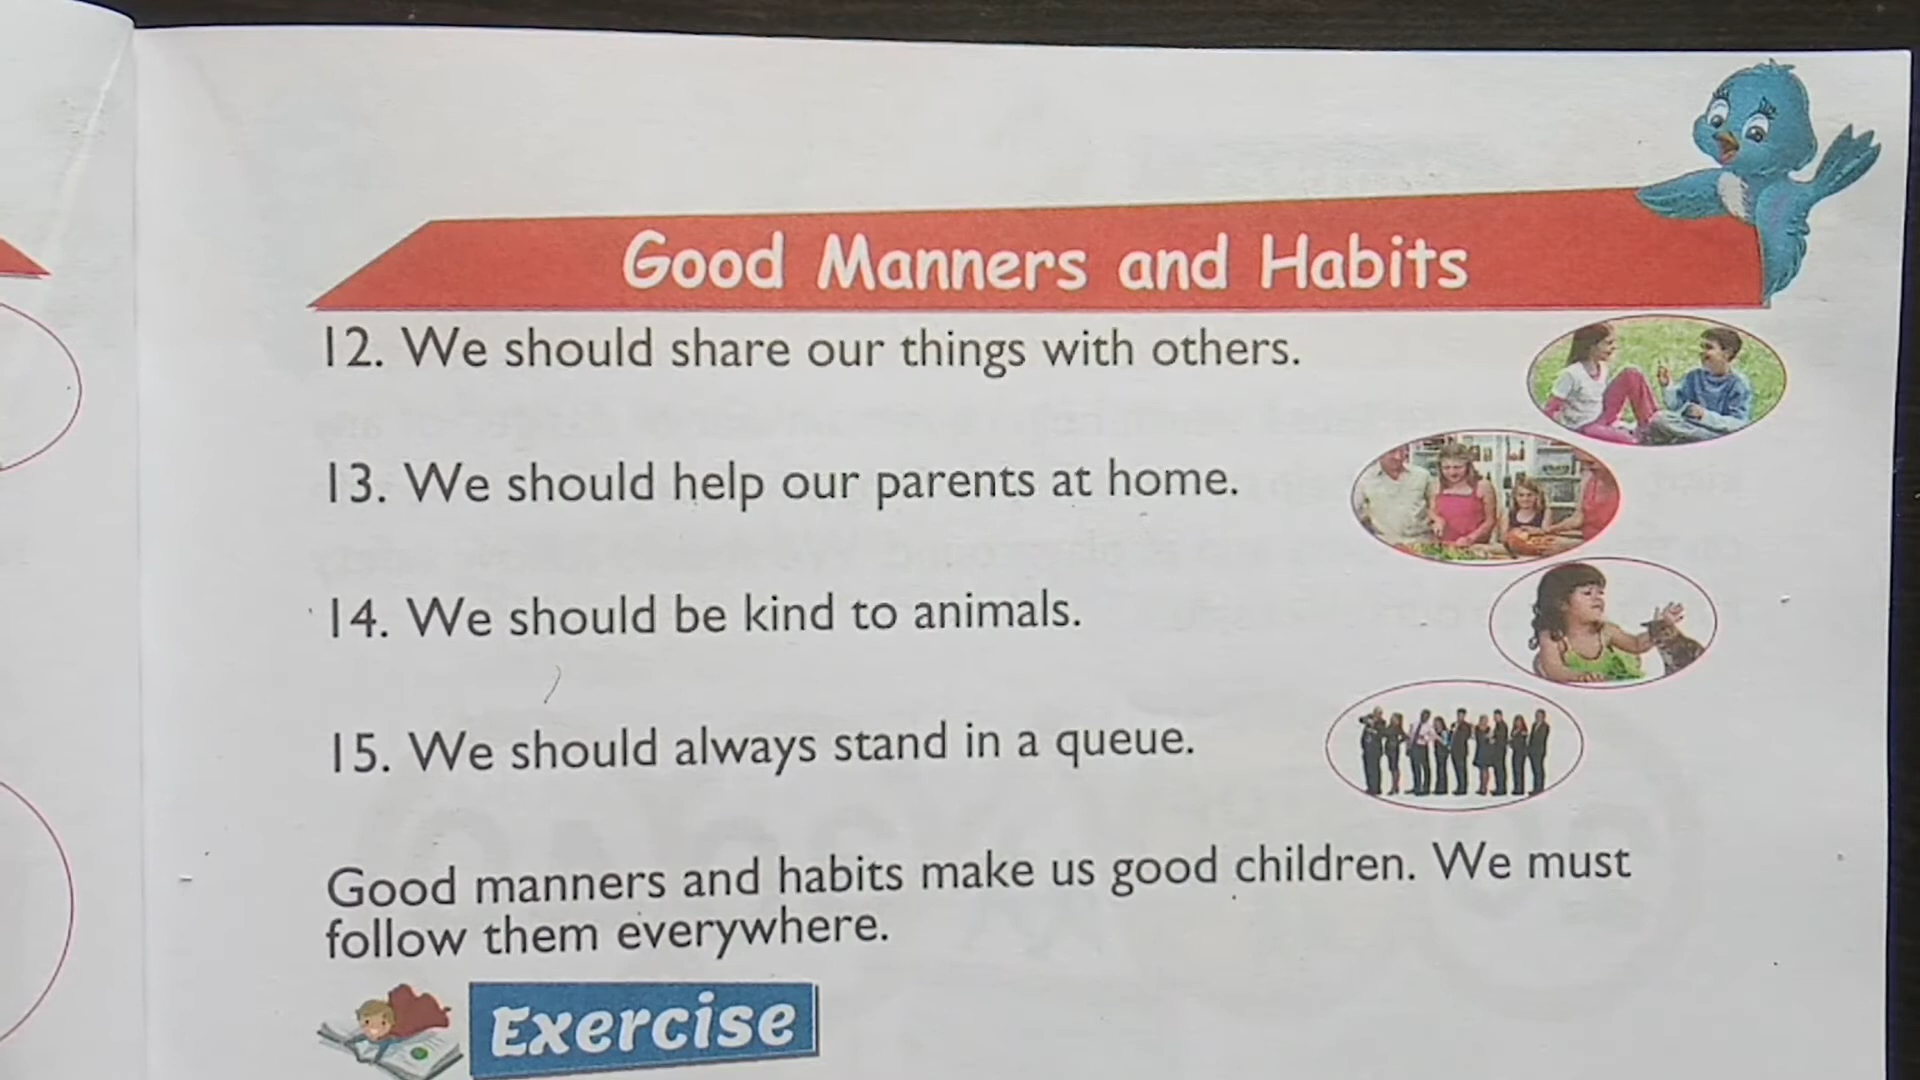 Good Manners and Habits
12. We should share our things with others.
13. We should help our parents at home.
14. We should be kind to animals.
15. We should always stand in a queue.
Good manners and habits make us good children. We must
follow them everywhere.
Exercise